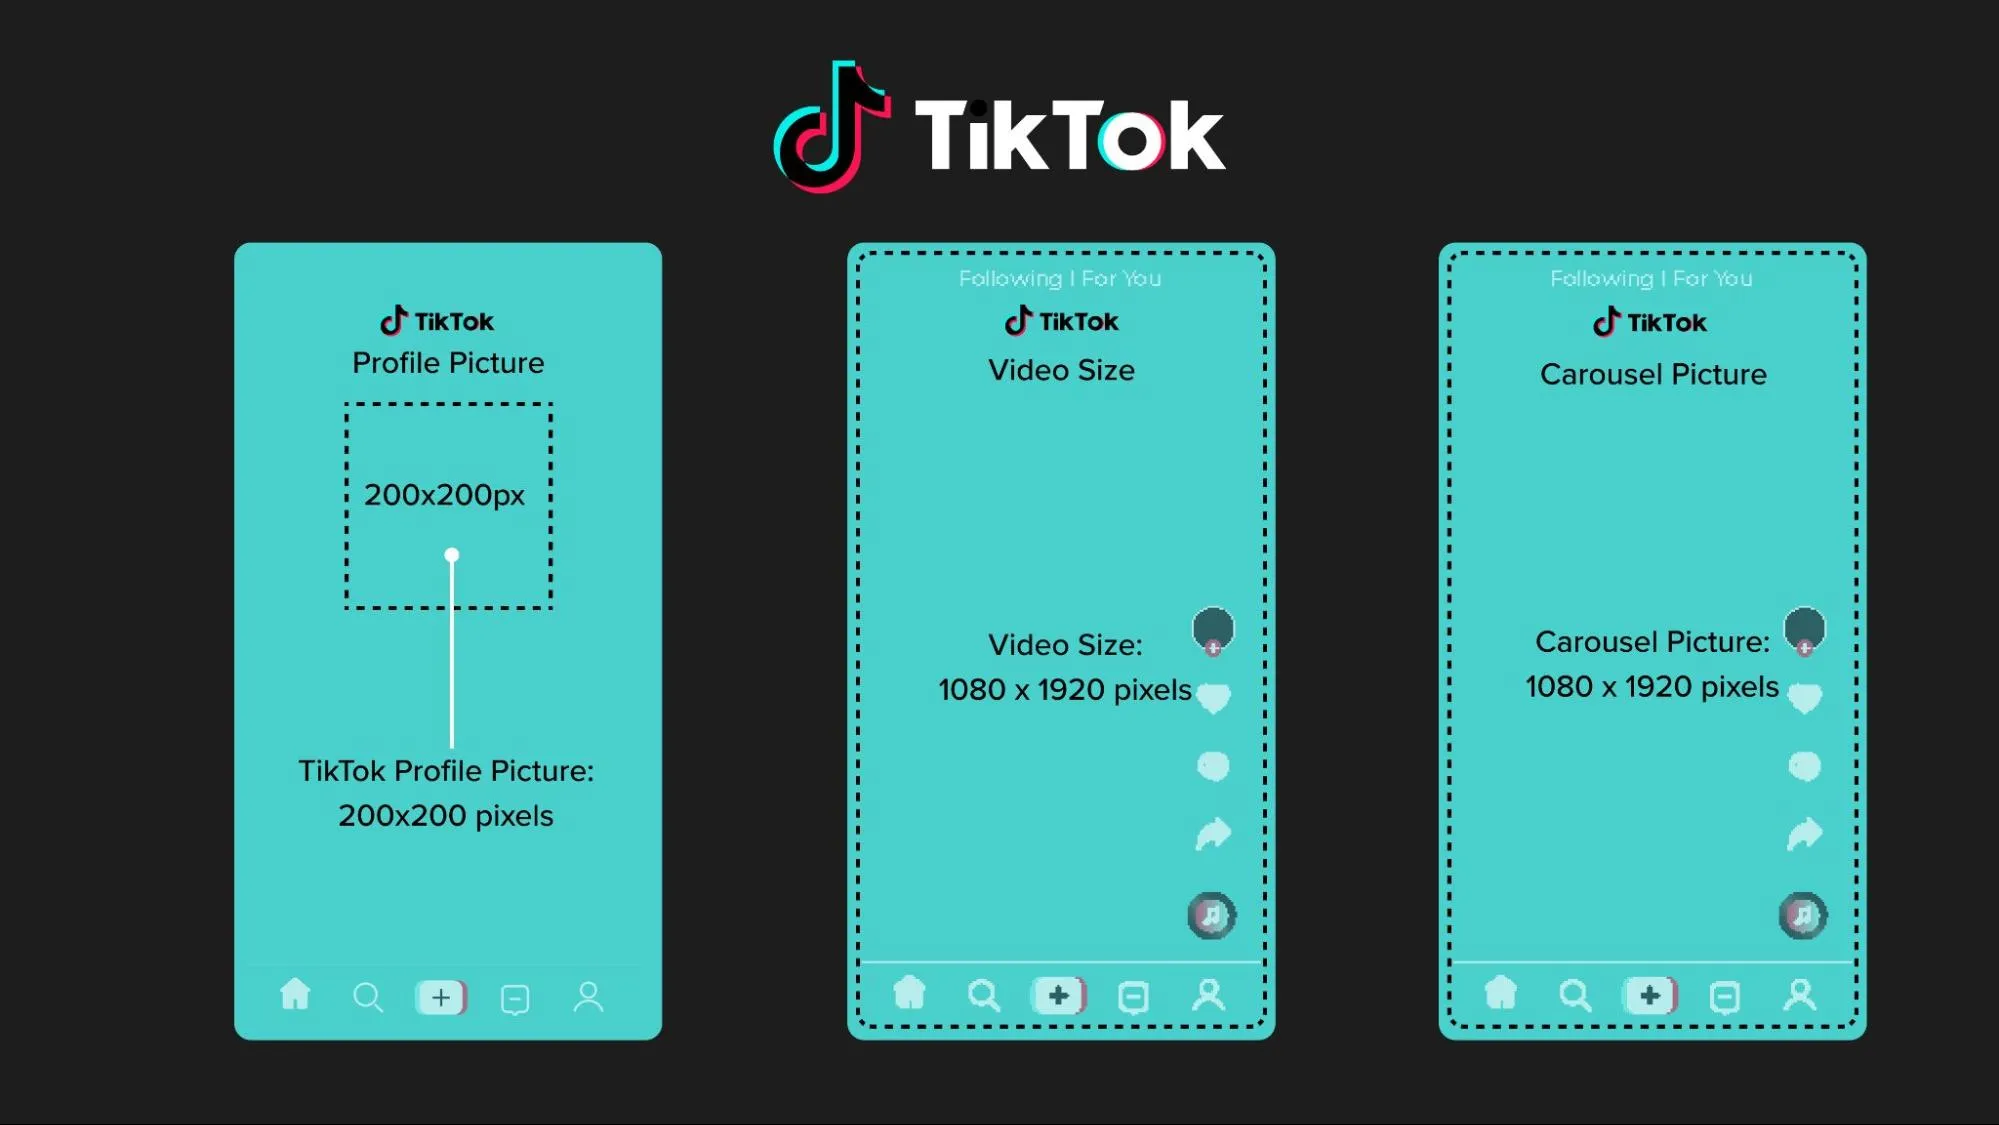 TikTok
TikTok
Profile Picture
200x200px
TikTok Profile Picture:
200x200 pixels
Following | For You
TikTok
Video Size
Video Size:
1080 x 1920 pixels
Following | For You
TikTok
Carousel Picture
Carousel Picture:
1080 x 1920 pixels